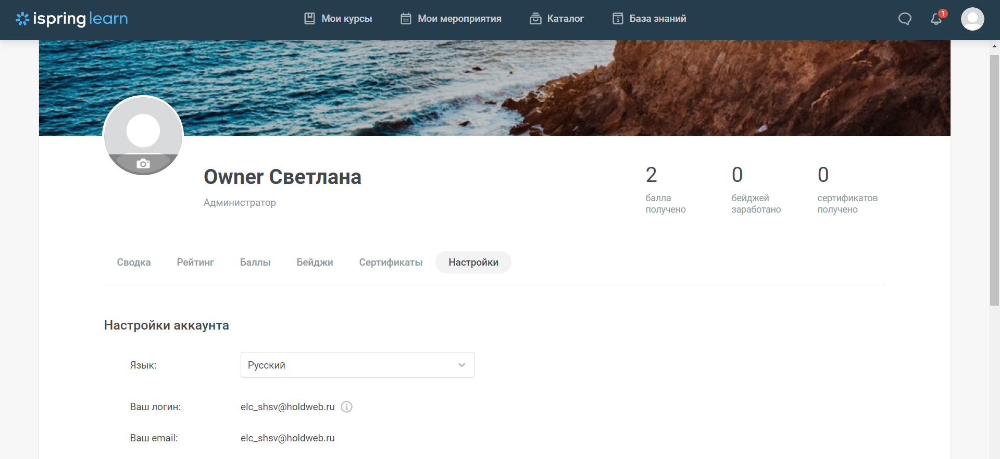 ispring learn
Мои курсы
Мои мероприятия
Каталог
База знаний
1
Owner Светлана
Администратор
2
балла
получено
0
бейджей
заработано
0
сертификатов
получено
Сводка
Рейтинг
Баллы
Бейджи
Сертификаты
Настройки
Настройки аккаунта
Язык:
Русский
Ваш логин:
elc_shsv@holdweb.ru
Ваш email:
elc_shsv@holdweb.ru